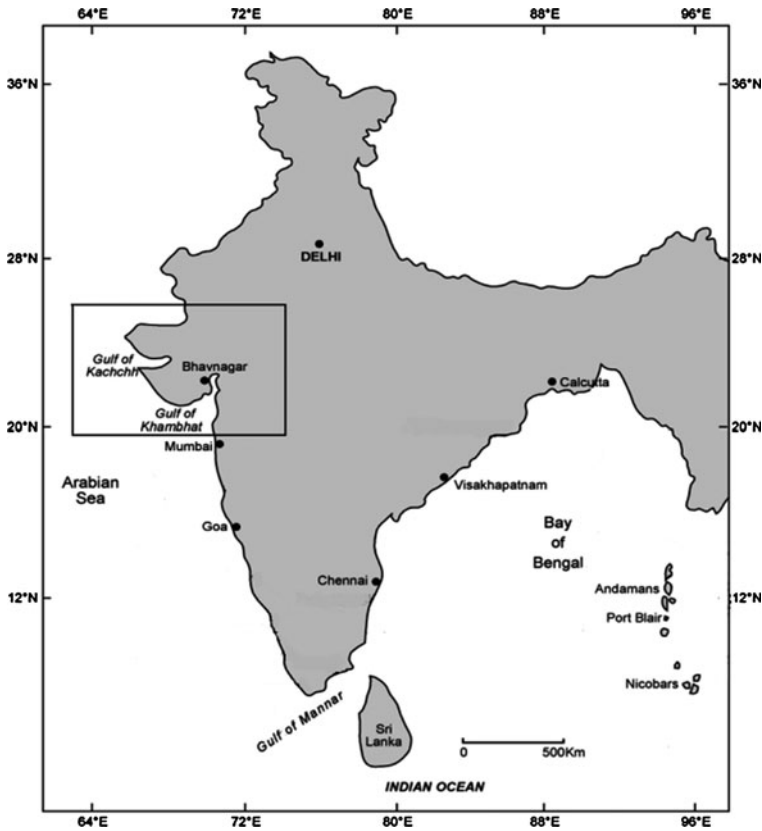 64°E 72°E 80°E 88°E 96°E
36°N 36°N
DELHI
28°N 28°N
Gulf of
Kachchh
Bhavnagar
Calcutta
Gulf of
Khambhat
20°N 20°N
Mumbai
Arabian
Sea
Visakhapatnam
Goa
Bay
of
Bengal
Chennai
Andamans
12°N 12°N
Port Blair
Nicobars
Gulf of Mannar
Sri
Lanka
0 500Km
INDIAN OCEAN
64°E 72°E 80°E 88°E 96°E